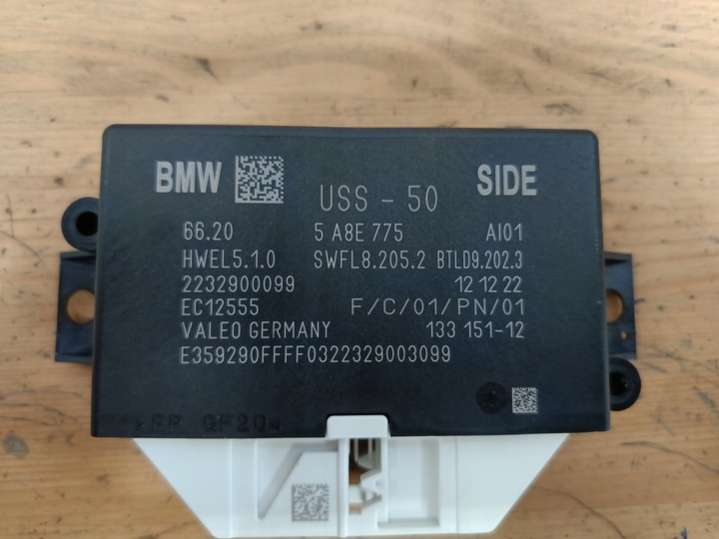 BMW USS - 50 SIDE
66.20 5 A8E 775 AI01
HWEL5.1.0 SWFL8.205.2 BTLD9.202.3
2232900099 12 12 22
EC12555 F/C/01/PN/01
VALEO GERMANY 133 151-12
E359290FFFF0322329003099
GF20